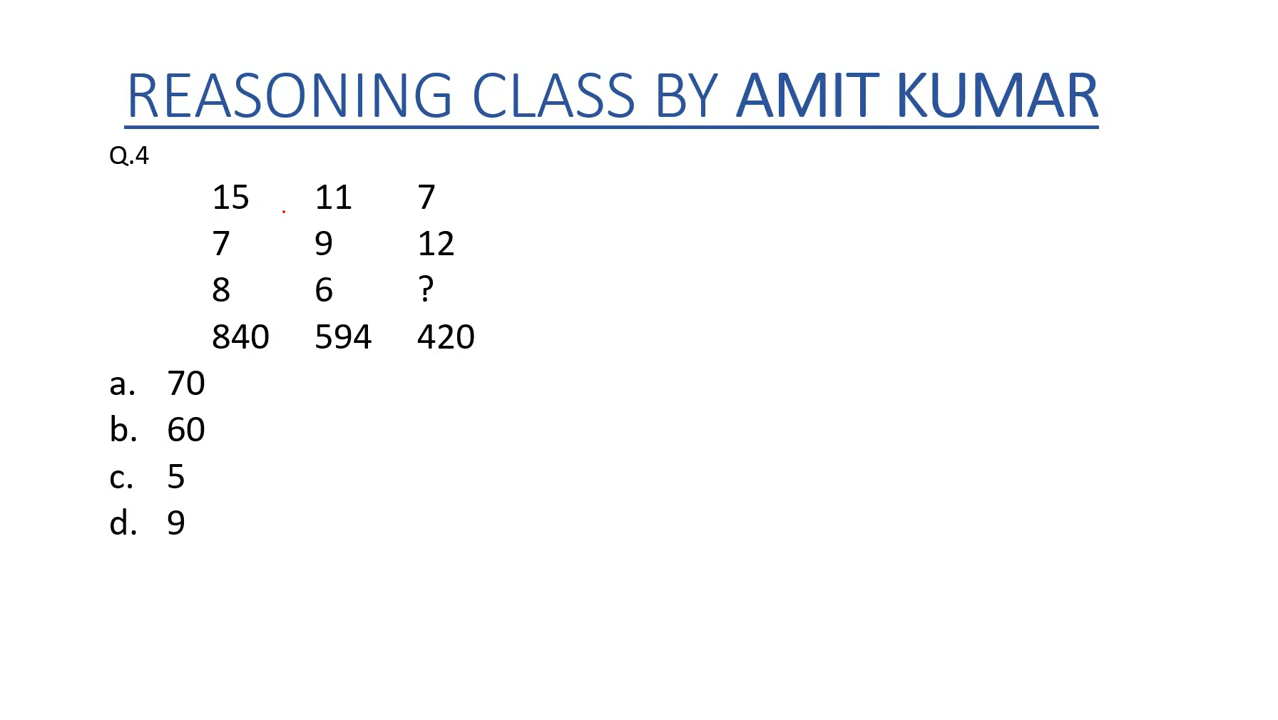 REASONING CLASS BY AMIT KUMAR
Q.4
15 11 7
7 9 12
8 6 ?
840 594 420
a. 70
b. 60
c. 5
d. 9